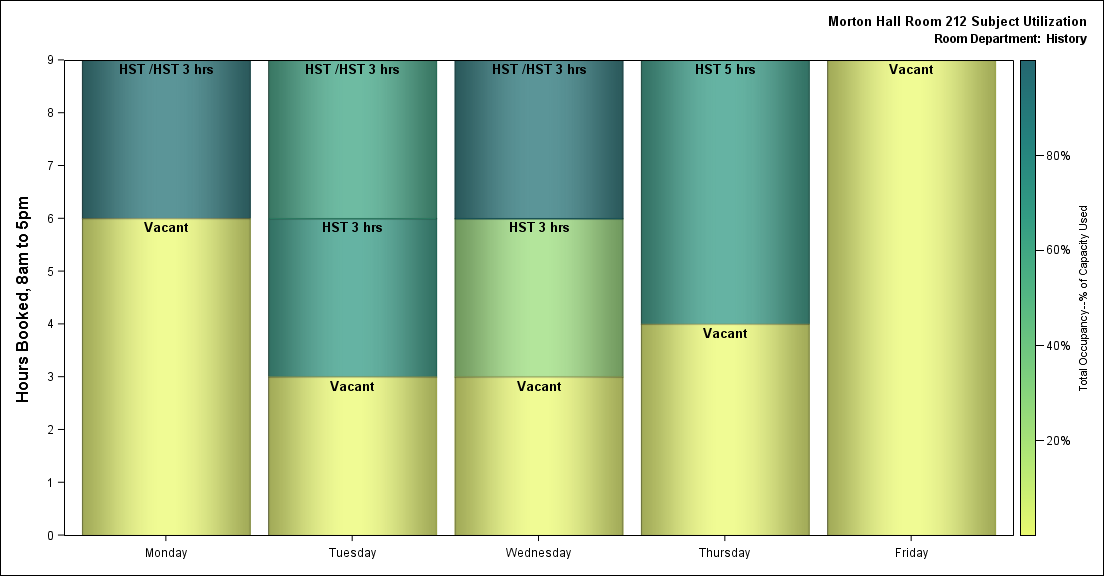 Morton Hall Room 212 Subject Utilization
Room Department: History
Hours Booked, 8am to 5pm
9
8
7
6
5
4
3
2
1
0
HST /HST 3 hrs
Vacant
HST /HST 3 hrs
HST 3 hrs
Vacant
HST /HST 3 hrs
HST 3 hrs
Vacant
HST 5 hrs
Vacant
Vacant
Monday
Tuesday
Wednesday
Thursday
Friday
80%
60%
40%
20%
Total Occupancy--% of Capacity Used